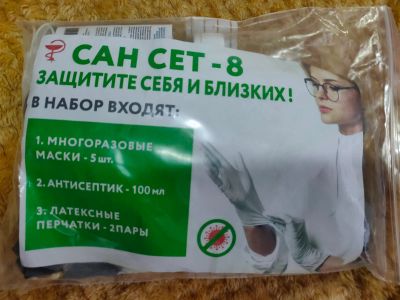 САН СЕТ - 8
ЗАЩИТИТЕ СЕБЯ И БЛИЗКИХ!
В НАБОР ВХОДЯТ:
1. МНОГОРАЗОВЫЕ
МАСКИ - 5 шт.
2. АНТИСЕПТИК - 100 мл
3. ЛАТЕКСНЫЕ
ПЕРЧАТКИ - 2ПАРЫ